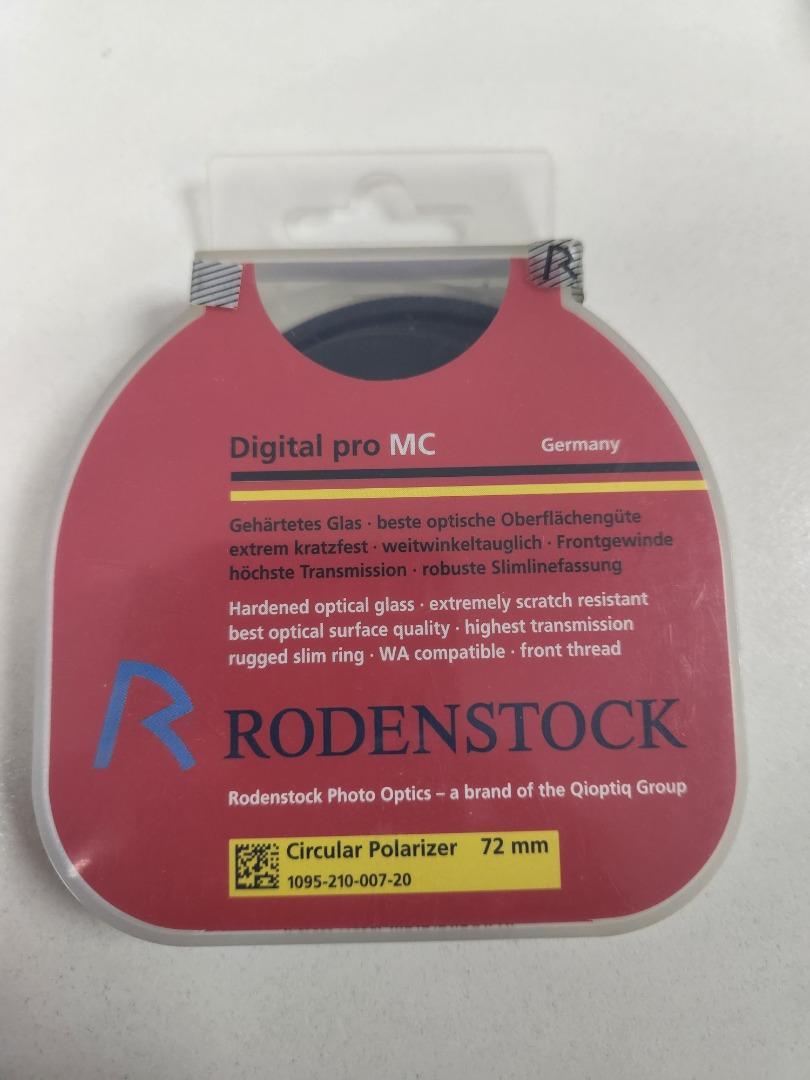 R
Digital pro MC Germany
Gehärtetes Glas · beste optische Oberflächengüte
extrem kratzfest · weitwinkeltauglich · Frontgewinde
höchste Transmission · robuste Slimlinefassung
Hardened optical glass · extremely scratch resistant
best optical surface quality · highest transmission
rugged slim ring · WA compatible · front thread
R RODENSTOCK
Rodenstock Photo Optics – a brand of the Qioptiq Group
Circular Polarizer 72 mm
1095-210-007-20